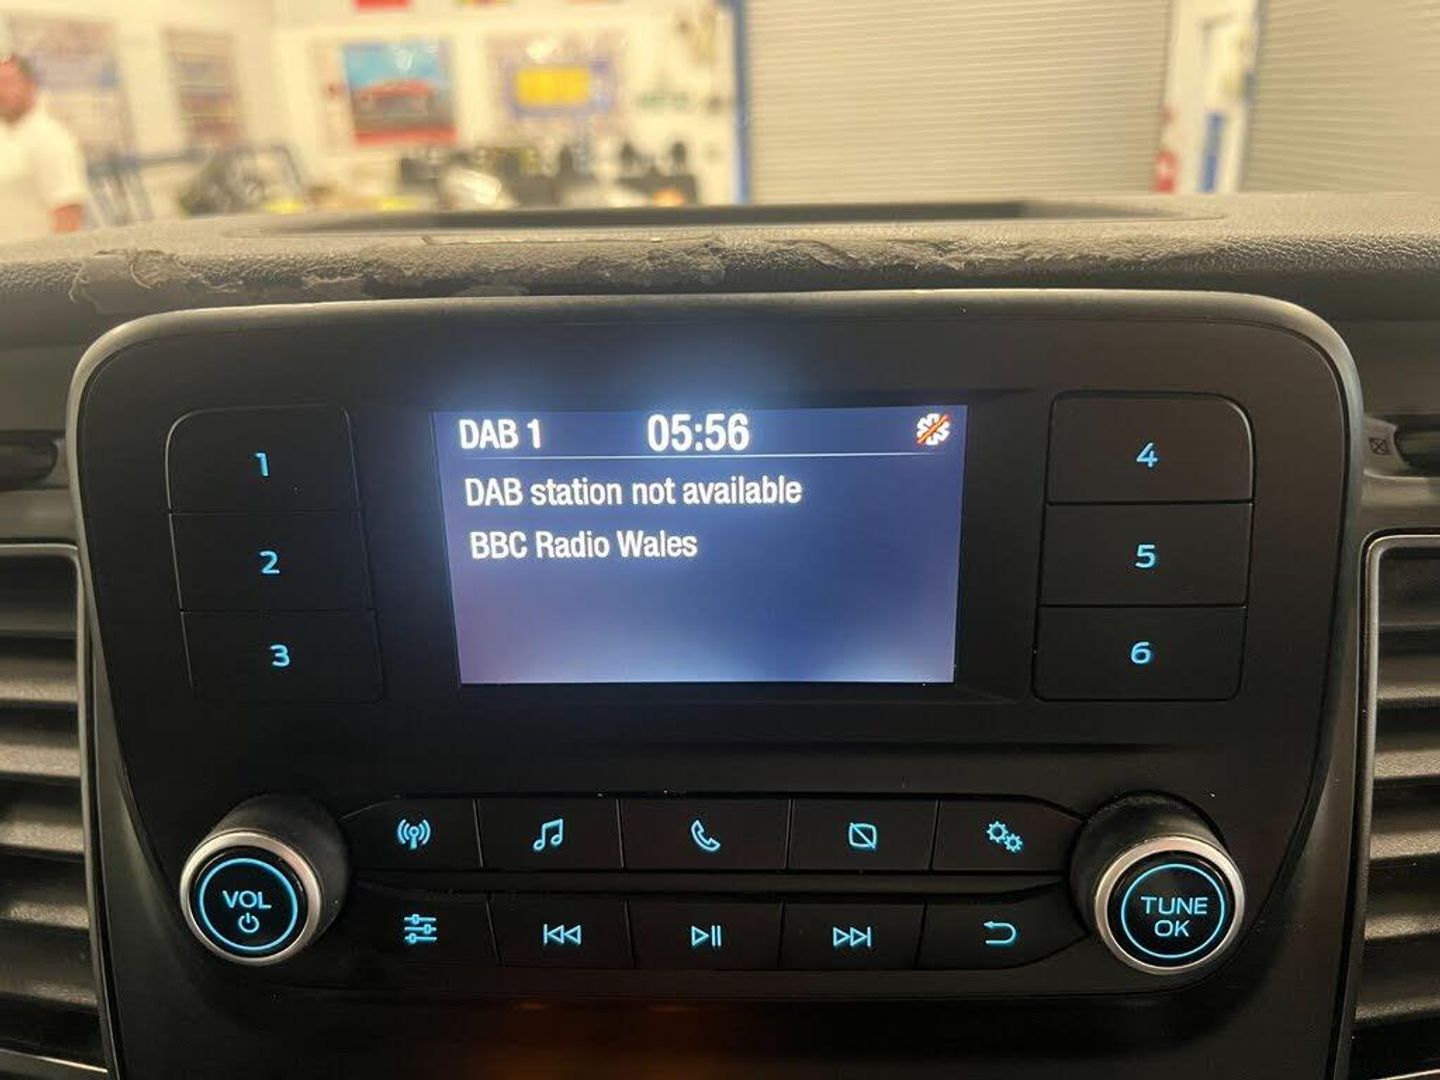 DAB 1 05:56
DAB station not available
BBC Radio Wales
1
2
3
4
5
6
VOL
TUNE
OK